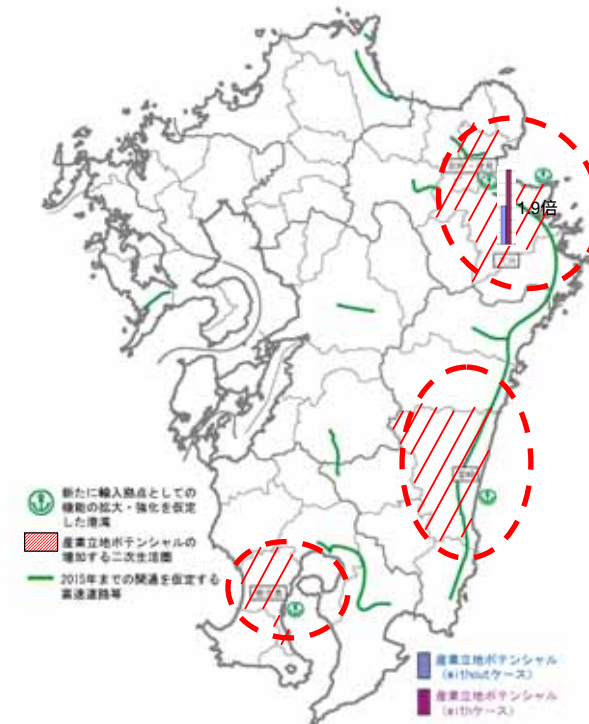 1.9倍
宮崎
新たに輸入拠点としての
機能の拡大・強化を仮定
した港湾
産業立地ポテンシャルの
増加する二次生活圏
2015年までの開通を仮定する
高速道路等
産業立地ポテンシャル
(withoutケース)
産業立地ポテンシャル
(withケース)